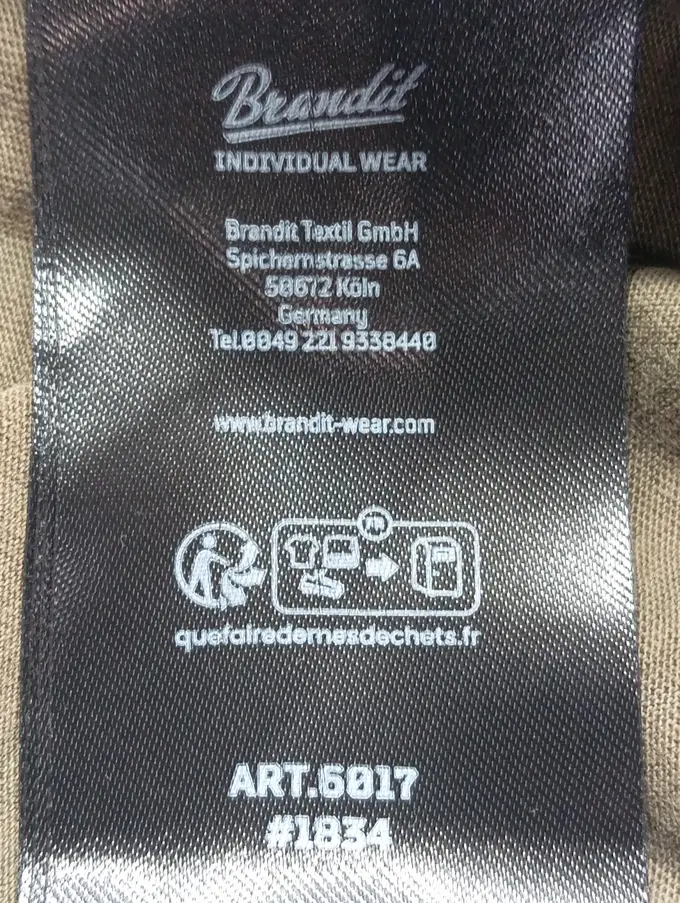 Brandit
INDIVIDUAL WEAR
Brandit Textil GmbH
Spichernstrasse 6A
50672 Köln
Germany
Tel.0049 221 9338440
www.brandit-wear.com
FR
quefairedemesdechets.fr
ART.6017
#1834